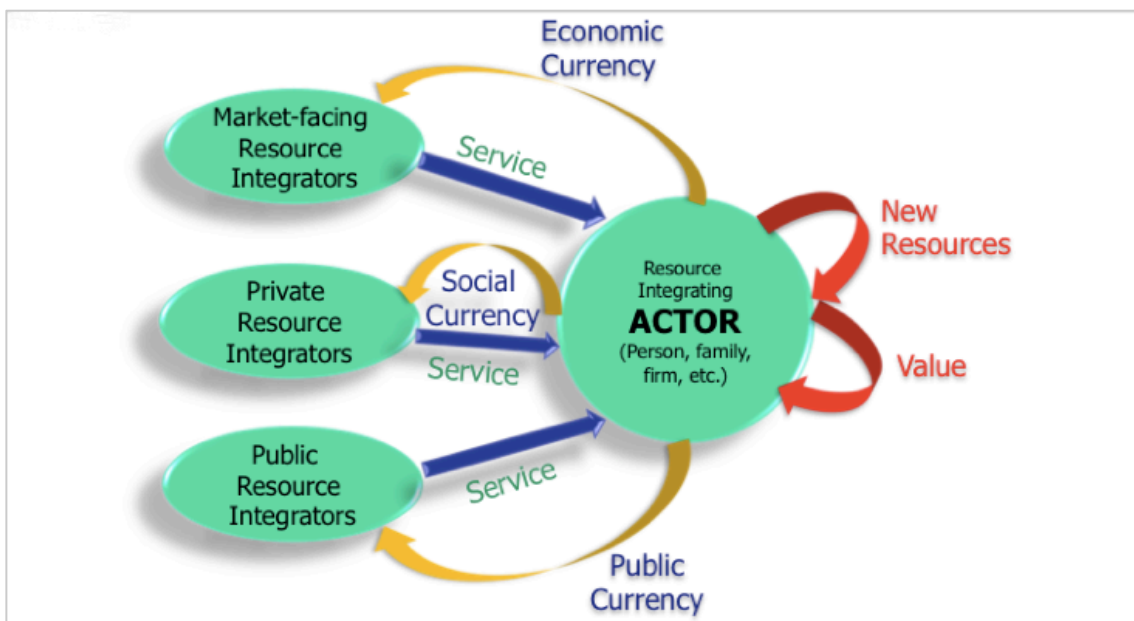 Economic
Currency
Market-facing
Resource
Integrators
Service
New
Resources
Resource
Integrating
ACTOR
(Person, family,
firm, etc.)
Private
Resource
Integrators
Social
Currency
Service
Value
Public
Resource
Integrators
Service
Public
Currency